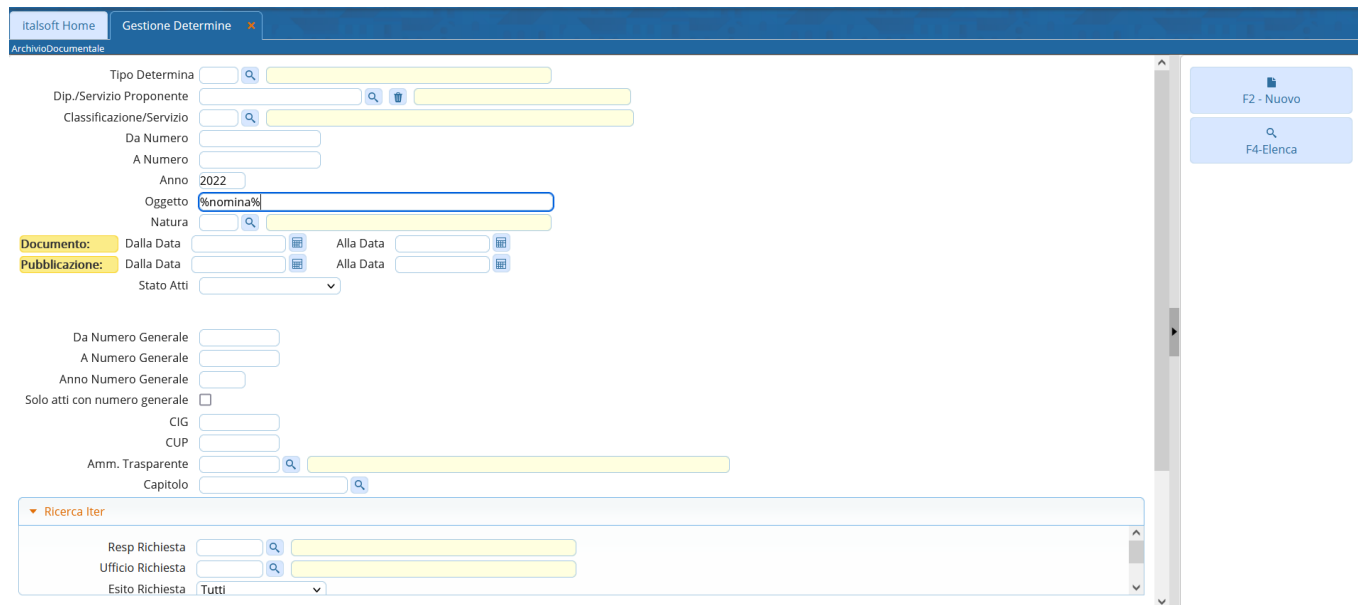 italsoft Home Gestione Determine ×
ArchivioDocumentale
Tipo Determina
Dip./Servizio Proponente
Classificazione/Servizio
Da Numero
A Numero
Anno 2022
Oggetto %nomina%
Natura
Documento: Dalla Data Alla Data
Pubblicazione: Dalla Data Alla Data
Stato Atti
Da Numero Generale
A Numero Generale
Anno Numero Generale
Solo atti con numero generale
CIG
CUP
Amm. Trasparente
Capitolo
Ricerca Iter
Resp Richiesta
Ufficio Richiesta
Esito Richiesta Tutti
F2 - Nuovo
F4-Elenca